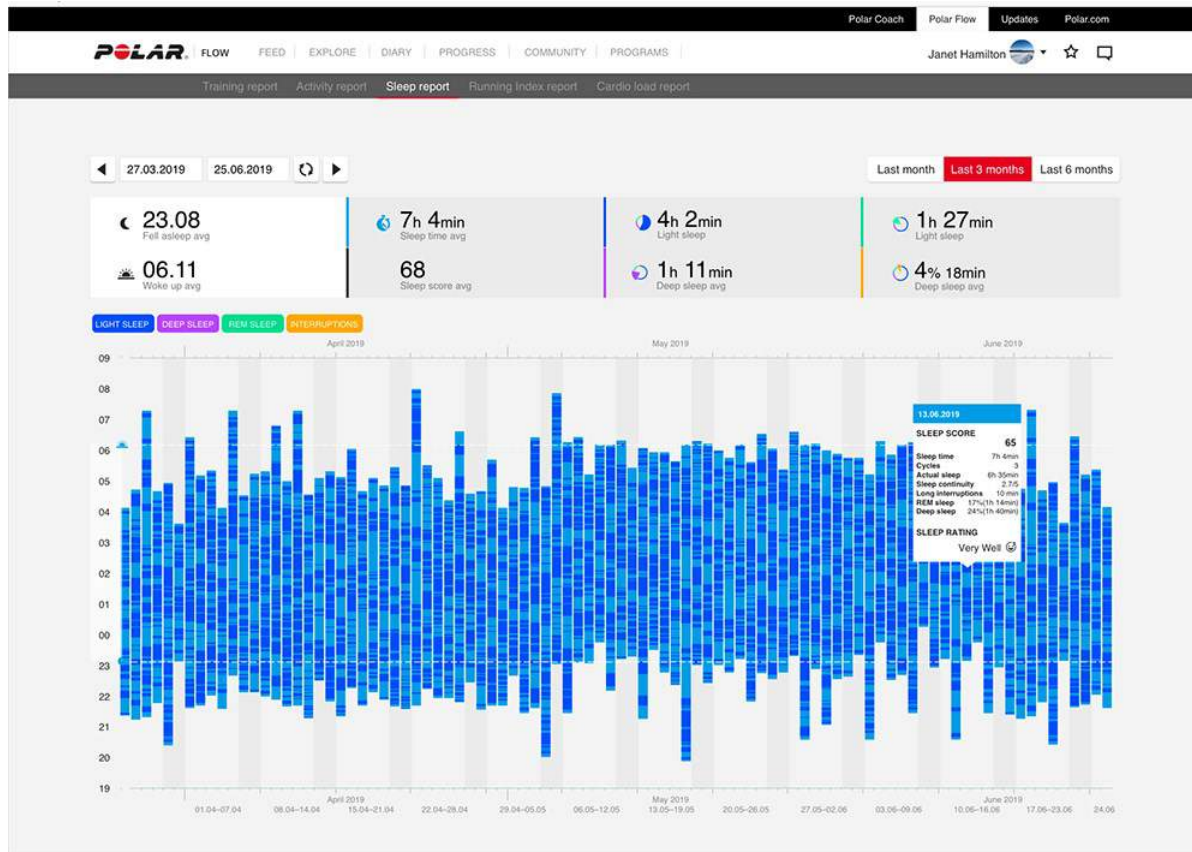 Polar Coach Polar Flow Updates Polar.com
POLAR. FLOW FEED EXPLORE DIARY PROGRESS COMMUNITY PROGRAMS Janet Hamilton
Training report Activity report Sleep report Running Index report Cardio load report
27.03.2019 25.06.2019 Last month Last 3 months Last 6 months
23.08 7h 4min 4h 2min 1h 27min
Fell asleep avg Sleep time avg Light sleep Light sleep
06.11 68 1h 11min 4% 18min
Woke up avg Sleep score avg Deep sleep avg Deep sleep avg
LIGHT SLEEP DEEP SLEEP REM SLEEP INTERRUPTIONS
April 2019 May 2019 June 2019
09
08
07
06
05
04
03
02
01
00
23
22
21
20
19
13.06.2019
SLEEP SCORE
65
Sleep time 7h 4min
Cycles 3
Actual sleep 6h 35min
Sleep continuity 2.7/5
Long interruptions 10 min
REM sleep 17%(1h 14min)
Deep sleep 24%(1h 40min)
SLEEP RATING
Very Well
April 2019 May 2019 June 2019
01.04–07.04 08.04–14.04 15.04–21.04 22.04–28.04 29.04–05.05 06.05–12.05 13.05–19.05 20.05–26.05 27.05–02.06 03.06–09.06 10.06–16.06 17.06–23.06 24.06